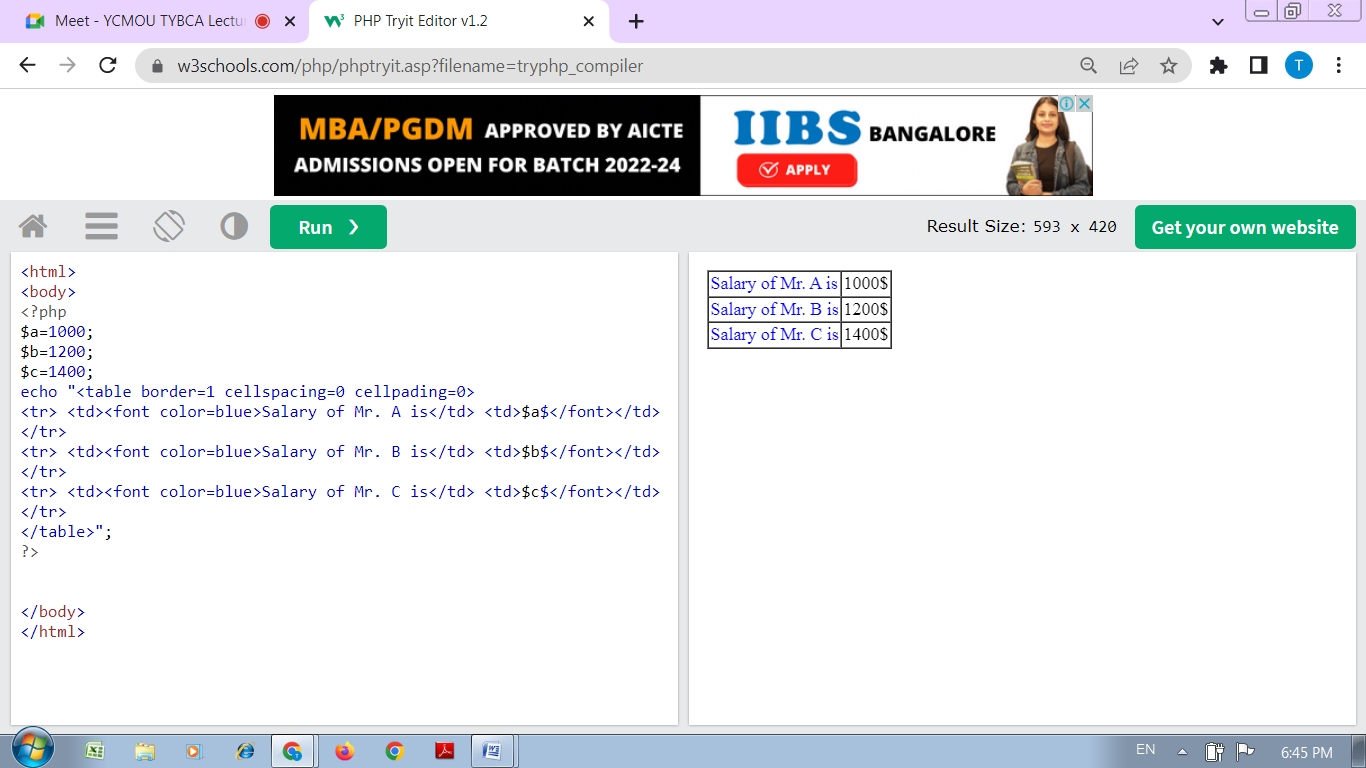 Meet - YCMOU TYBCA Lectu
PHP Tryit Editor v1.2
w3schools.com/php/phptryit.asp?filename=tryphp_compiler
T
MBA/PGDM APPROVED BY AICTE
ADMISSIONS OPEN FOR BATCH 2022-24
IIBS BANGALORE
APPLY
Run ❯
Result Size: 593 x 420
Get your own website
<html>
<body>
<?php
$a=1000;
$b=1200;
$c=1400;
echo "<table border=1 cellspacing=0 cellpading=0>
<tr> <td><font color=blue>Salary of Mr. A is</td> <td>$a$</font></td>
</tr>
<tr> <td><font color=blue>Salary of Mr. B is</td> <td>$b$</font></td>
</tr>
<tr> <td><font color=blue>Salary of Mr. C is</td> <td>$c$</font></td>
</tr>
</table>";
?>
</body>
</html>
Salary of Mr. A is 1000$
Salary of Mr. B is 1200$
Salary of Mr. C is 1400$
EN
6:45 PM